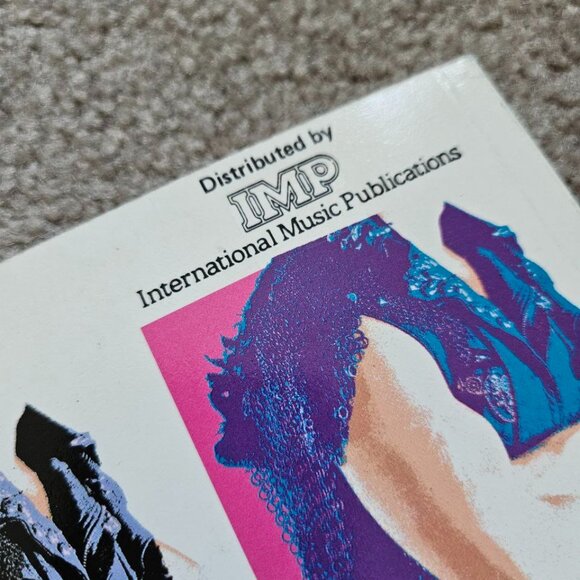 Distributed by
IMP
International Music Publications